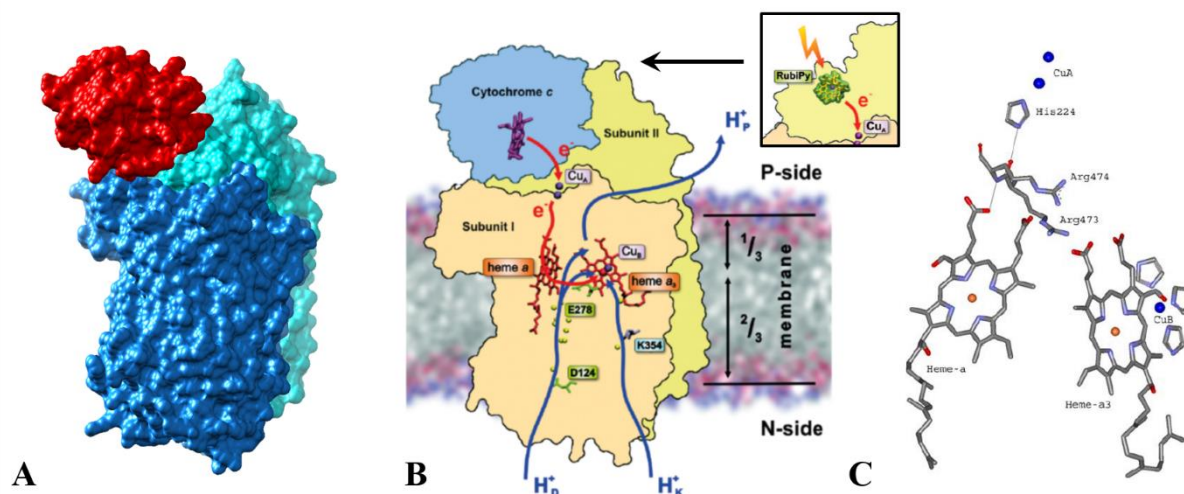 A
B
C
RubiPy
e-
CuA
Cytochrome c
Subunit II
H+P
e-
CuA
P-side
e-
Subunit I
CuB
1/3
heme a
heme a3
membrane
E278
2/3
K354
D124
N-side
H+D
H+K
CuA
His224
Arg474
Arg473
CuB
Heme-a
Heme-a3